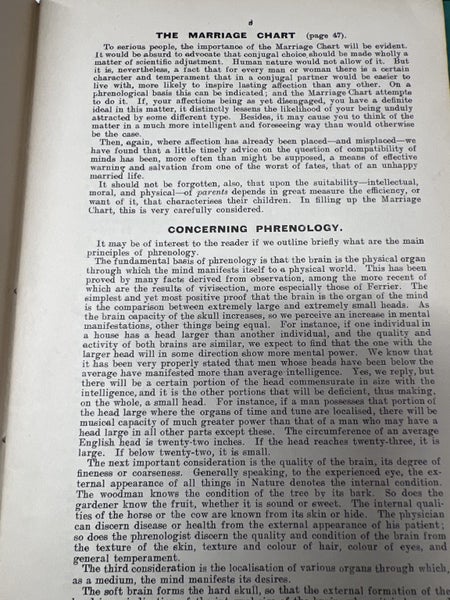 d
THE MARRIAGE CHART (page 47).
To serious people, the importance of the Marriage Chart will be evident.
It would be absurd to advocate that conjugal choice should be made wholly a
matter of scientific adjustment. Human nature would not allow of it. But
it is, nevertheless, a fact that for every man or woman there is a certain
character and temperament that in a conjugal partner would be easier to
live with, more likely to inspire lasting affection than any other. On a
phrenological basis this can be indicated; and the Marriage Chart attempts
to do it. If, your affections being as yet disengaged, you have a definite
ideal in this matter, it distinctly lessens the likelihood of your being unduly
attracted by some different type. Besides, it may cause you to think of the
matter in a much more intelligent and foreseeing way than would otherwise
be the case.
Then, again, where affection has already been placed—and misplaced—we
have found that a little timely advice on the question of compatibility of
minds has been, more often than might be supposed, a means of effective
warning and salvation from one of the worst of fates, that of an unhappy
married life.
It should not be forgotten, also, that upon the suitability—intellectual,
moral, and physical—of parents depends in great measure the efficiency, or
want of it, that characterises their children. In filling up the Marriage
Chart, this is very carefully considered.
CONCERNING PHRENOLOGY.
It may be of interest to the reader if we outline briefly what are the main
principles of phrenology.
The fundamental basis of phrenology is that the brain is the physical organ
through which the mind manifests itself to a physical world. This has been
proved by many facts derived from observation, among the more recent of
which are the results of vivisection, more especially those of Ferrier. The
simplest and yet most positive proof that the brain is the organ of the mind
is the comparison between extremely large and extremely small heads. As
the brain capacity of the skull increases, so we perceive an increase in mental
manifestations, other things being equal. For instance, if one individual in
a house has a head larger than another individual, and the quality and
activity of both brains are similar, we expect to find that the one with the
larger head will in some direction show more mental power. We know that
it has been very properly stated that men whose heads have been below the
average have manifested more than average intelligence. Yes, we reply, but
there will be a certain portion of the head commensurate in size with the
intelligence, and it is the other portions that will be deficient, thus making,
on the whole, a small head. For instance, if a man possesses that portion of
the head large where the organs of time and tune are localised, there will be
musical capacity of much greater power than that of a man who may have a
head large in all other parts except these. The circumference of an average
English head is twenty-two inches. If the head reaches twenty-three, it is
large. If below twenty-two, it is small.
The next important consideration is the quality of the brain, its degree of
fineness or coarseness. Generally speaking, to the experienced eye, the ex-
ternal appearance of all things in Nature denotes the internal condition.
The woodman knows the condition of the tree by its bark. So does the
gardener know the fruit, whether it is sound or sweet. The internal quali-
ties of the horse or the cow are known from its skin or hide. The physician
can discern disease or health from the external appearance of his patient;
so does the phrenologist discern the quality and condition of the brain from
the texture of the skin, texture and colour of hair, colour of eyes, and
general temperament.
The third consideration is the localisation of various organs through which,
as a medium, the mind manifests its desires.
The soft brain forms the hard skull, so that the external formation of the